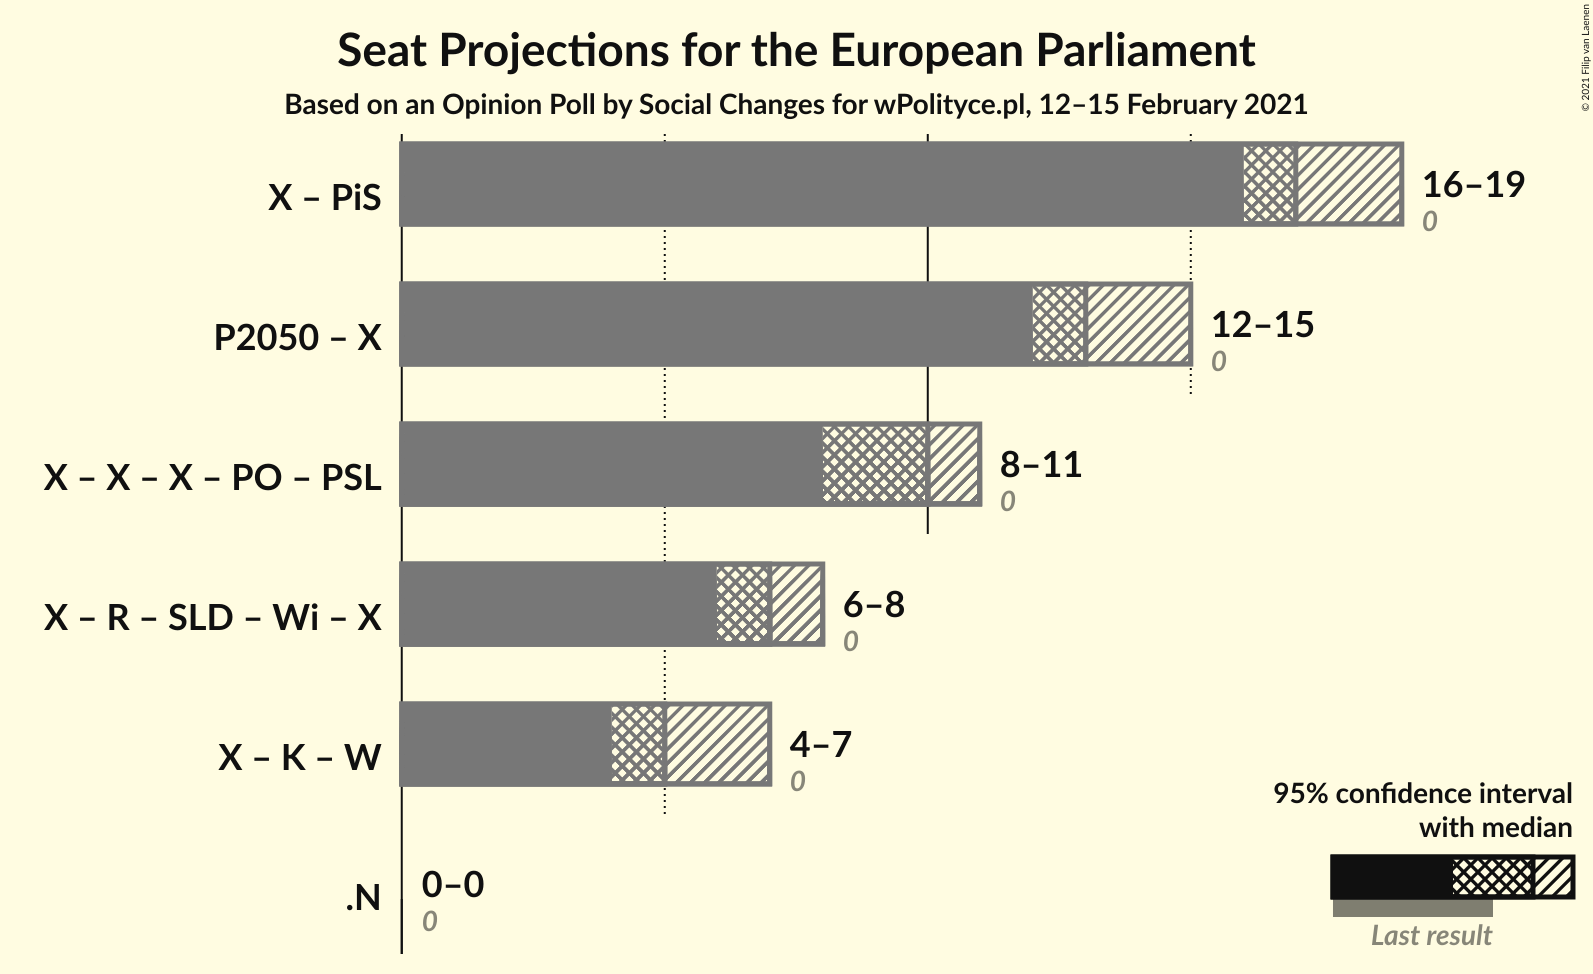 Seat Projections for the European Parliament
Based on an Opinion Poll by Social Changes for wPolityce.pl, 12–15 February 2021
© 2021 Filip van Laenen
X – PiS
16–19
0
P2050 – X
12–15
0
X – X – X – PO – PSL
8–11
0
X – R – SLD – Wi – X
6–8
0
X – K – W
4–7
0
.N
0–0
0
95% confidence interval
with median
Last result